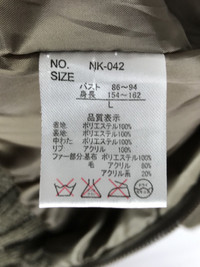 NO. NK-042
SIZE
バスト 86～94
身長 154～162
L
品質表示
表地 ポリエステル100%
裏地 ポリエステル100%
中わた ポリエステル100%
リブ アクリル 100%
ファー部分 基布 ポリエステル100%
毛 アクリル 80%
アクリル系 20%